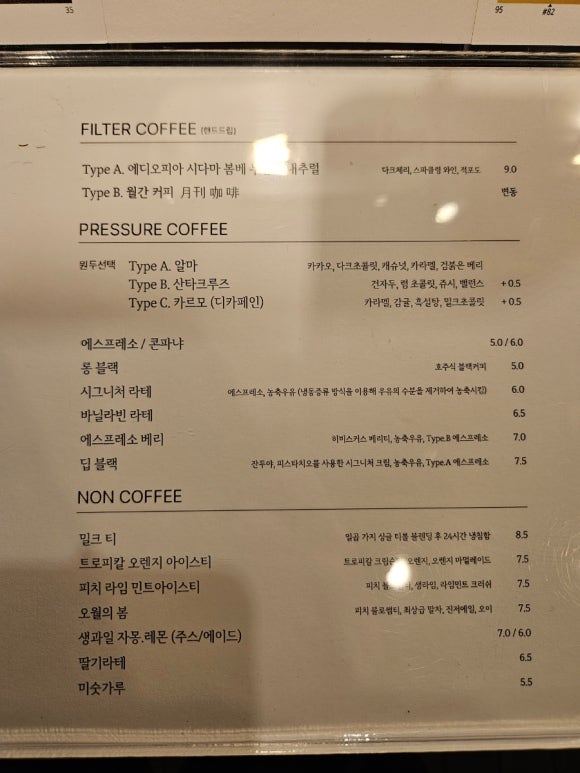 35
95
#82
FILTER COFFEE (핸드드립)
Type A. 에디오피아 시다마 봄베 내추럴 다크체리, 스파클링 와인, 적포도 9.0
Type B. 월간 커피 月刊 咖 啡 변동
PRESSURE COFFEE
원두선택 Type A. 알마 카카오, 다크초콜릿, 캐슈넛, 카라멜, 검붉은 베리
Type B. 산타크루즈 건자두, 럼 초콜릿, 쥬시, 밸런스 + 0.5
Type C. 카르모 (디카페인) 카라멜, 감귤, 흑설탕, 밀크초콜릿 + 0.5
에스프레소 / 콘파냐 5.0 / 6.0
롱 블랙 호주식 블랙커피 5.0
시그니처 라테 에스프레소, 농축우유 (냉동증류 방식을 이용해 우유의 수분을 제거하여 농축시킴) 6.0
바닐라빈 라테 6.5
에스프레소 베리 히비스커스 베리티, 농축우유, Type.B 에스프레소 7.0
딥 블랙 잔두야, 피스타치오를 사용한 시그니처 크림, 농축우유, Type.A 에스프레소 7.5
NON COFFEE
밀크 티 일곱 가지 싱글 티를 블렌딩 후 24시간 냉침함 8.5
트로피칼 오렌지 아이스티 트로피칼 크림 오렌지, 오렌지 마멀레이드 7.5
피치 라임 민트아이스티 피치 생라임, 라임민트 크러쉬 7.5
오월의 봄 피치 블로썸티, 최상급 말차, 진저에일, 오이 7.5
생과일 자몽.레몬 (주스/에이드) 7.0 / 6.0
딸기라테 6.5
미숫가루 5.5